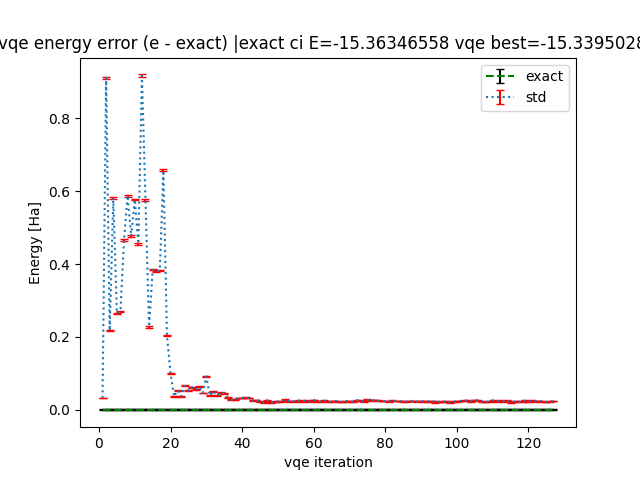 vqe energy error (e - exact) |exact ci E=-15.36346558 vqe best=-15.3395028
exact
std
Energy [Ha]
0.8
0.6
0.4
0.2
0.0
0 20 40 60 80 100 120
vqe iteration